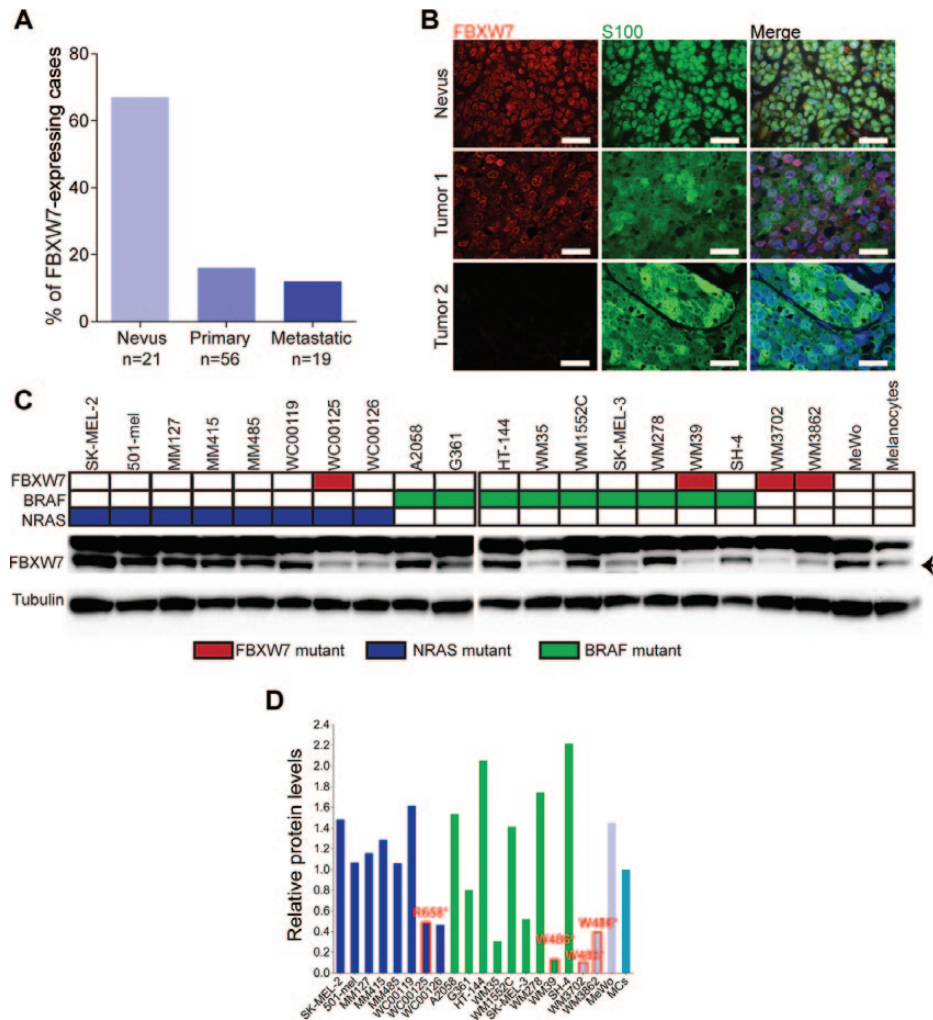 A
% of FBXW7-expressing cases
80
60
40
20
0
Nevus
n=21
Primary
n=56
Metastatic
n=19
B
FBXW7
S100
Merge
Nevus
Tumor 1
Tumor 2
C
SK-MEL-2
501-mel
MM127
MM415
MM485
WC00119
WC00125
WC00126
A2058
G361
HT-144
WM35
WM1552C
SK-MEL-3
WM278
WM39
SH-4
WM3702
WM3862
MeWo
Melanocytes
FBXW7
BRAF
NRAS
FBXW7
Tubulin
FBXW7 mutant
NRAS mutant
BRAF mutant
D
Relative protein levels
2.4
2.2
2.0
1.8
1.6
1.4
1.2
1.0
0.8
0.6
0.4
0.2
0.0
R658*
W486*
W486*
SK-MEL-2
501-mel
MM127
MM415
MM485
WC00119
WC00125
WC00126
A2058
G361
HT-144
WM35
WM1552C
SK-MEL-3
WM278
WM39
SH-4
WM3702
WM3862
MeWo
MCs